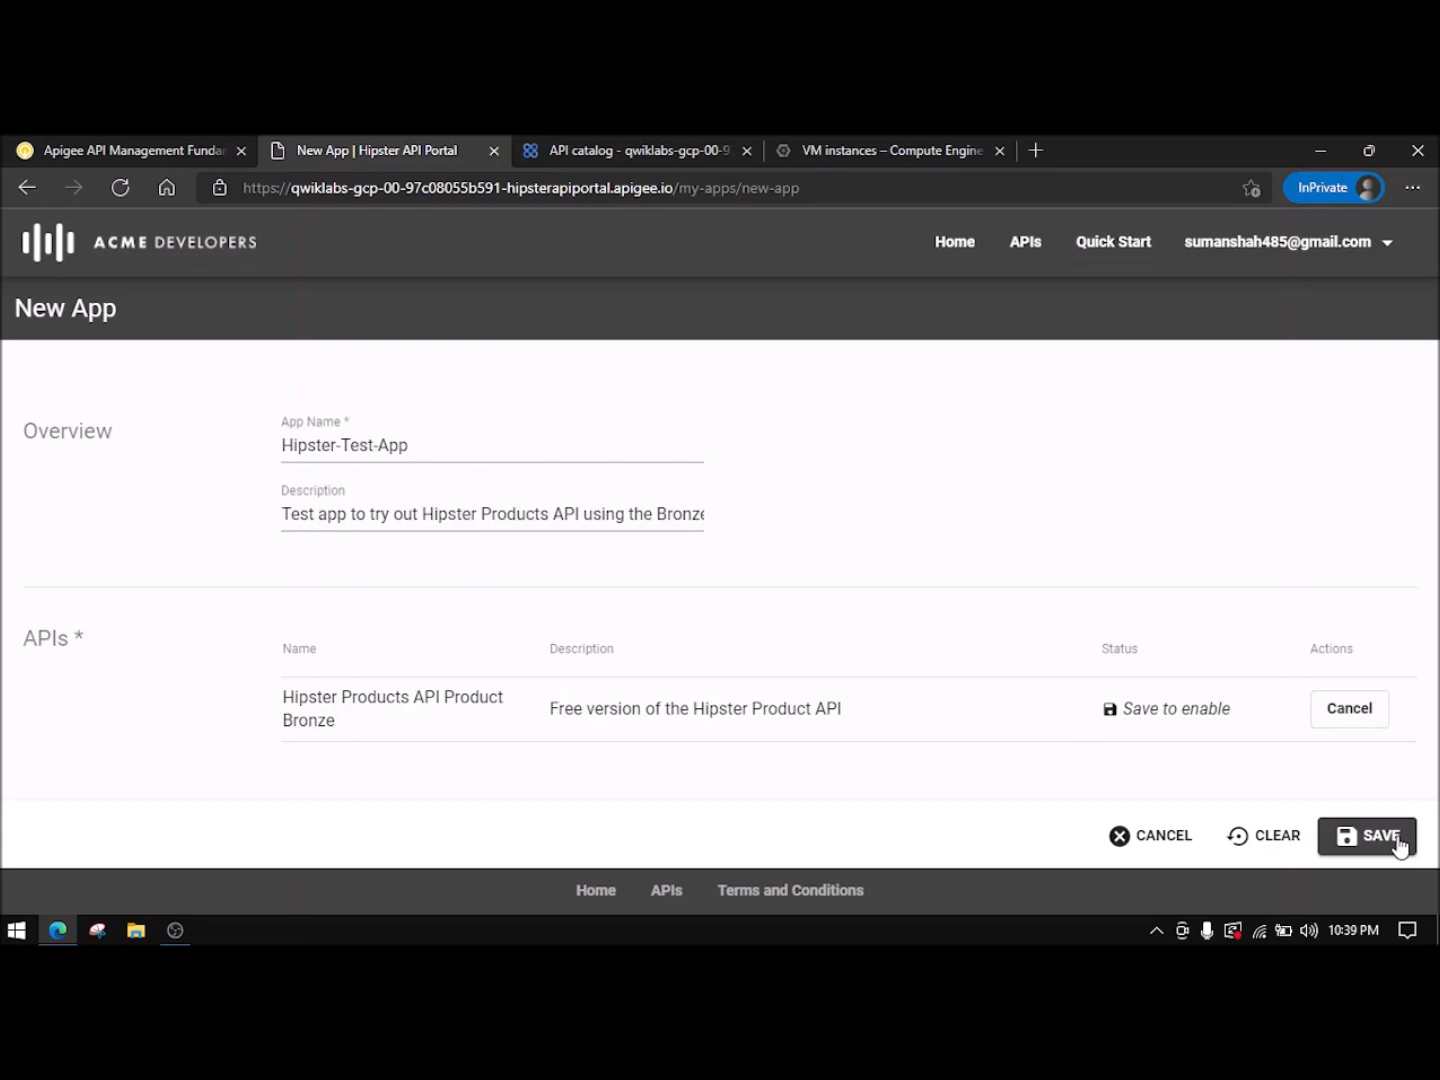 Apigee API Management Funda
New App | Hipster API Portal
API catalog - qwiklabs-gcp-00-9
VM instances – Compute Engine
https://qwiklabs-gcp-00-97c08055b591-hipsterapiportal.apigee.io/my-apps/new-app
InPrivate
ACME DEVELOPERS
Home
APIs
Quick Start
sumanshah485@gmail.com
New App
Overview
App Name *
Hipster-Test-App
Description
Test app to try out Hipster Products API using the Bronze
APIs *
Name
Description
Status
Actions
Hipster Products API Product
Bronze
Free version of the Hipster Product API
Save to enable
Cancel
CANCEL
CLEAR
SAVE
Home
APIs
Terms and Conditions
10:39 PM